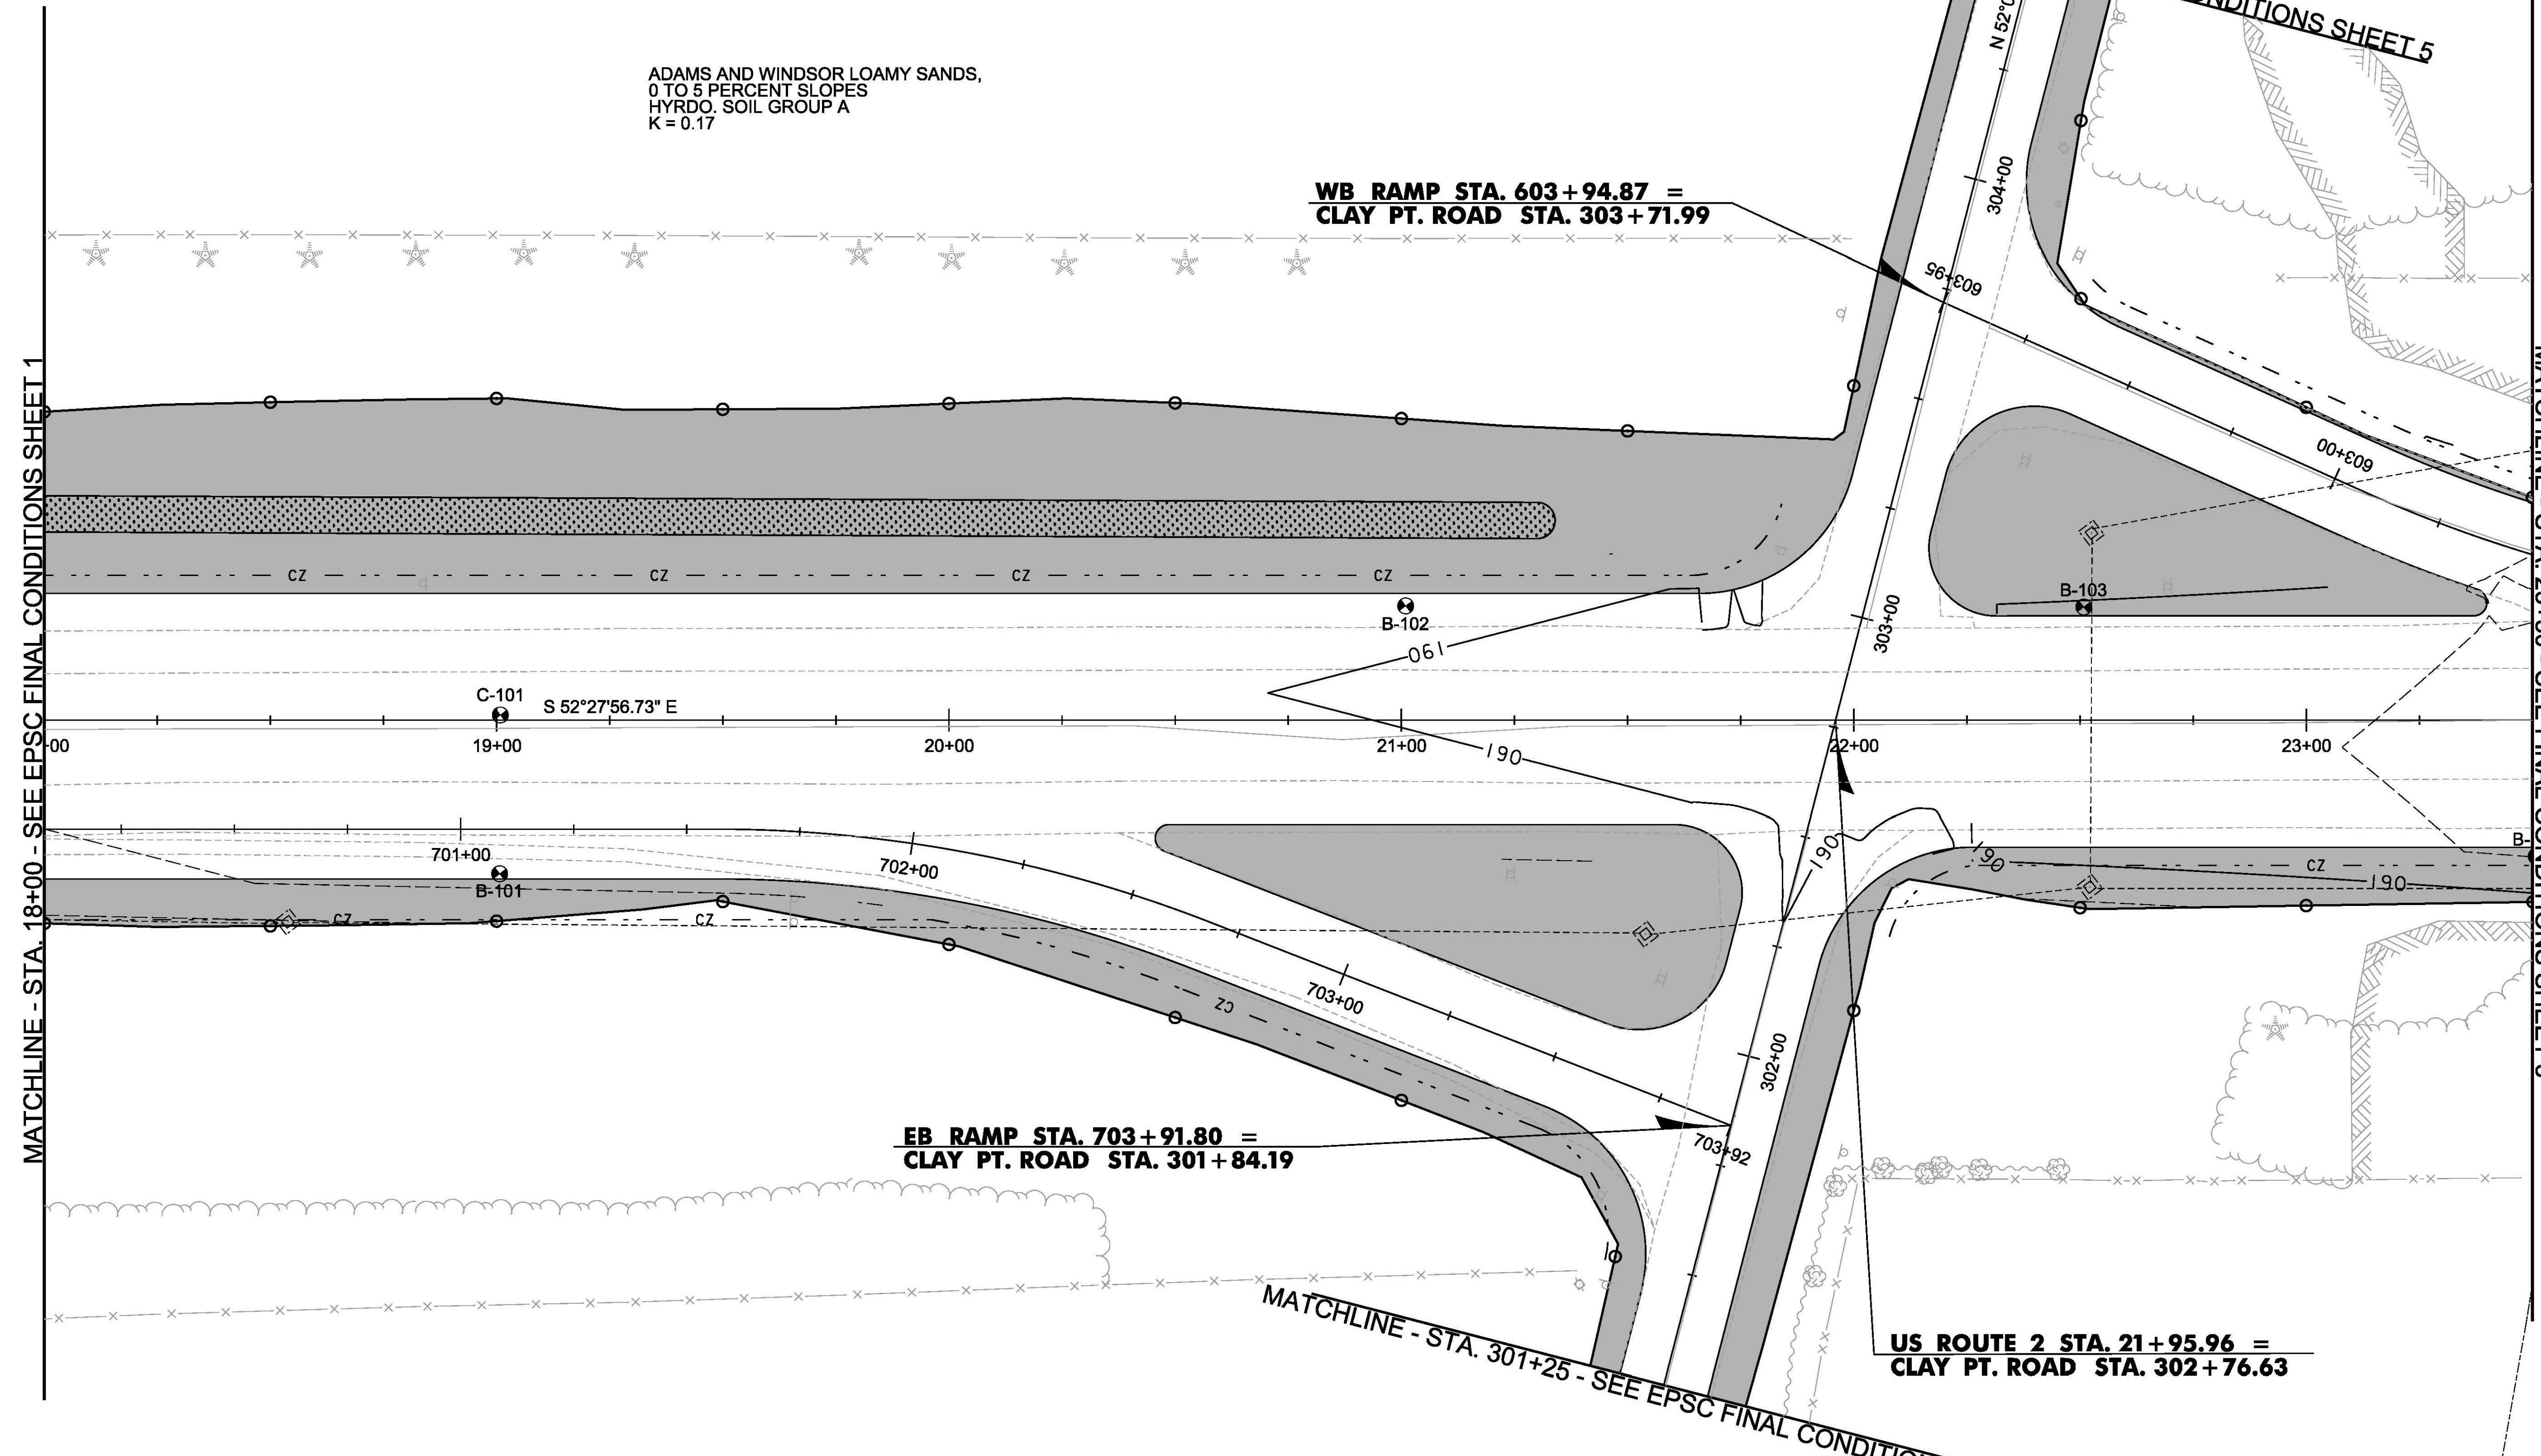 NDITIONS SHEET 5
N 52°0
ADAMS AND WINDSOR LOAMY SANDS,
0 TO 5 PERCENT SLOPES
HYRDO. SOIL GROUP A
K = 0.17
WB RAMP STA. 603+94.87 =
CLAY PT. ROAD STA. 303+71.99
304+00
603+95
603+00
MATCHLINE - STA. 18+00 - SEE EPSC FINAL CONDITIONS SHEET 1
CZ
CZ
CZ
CZ
B-103
B-102
303+00
190
C-101
S 52°27'56.73" E
-00
19+00
20+00
21+00
22+00
23+00
190
701+00
702+00
B-101
190
190
CZ
190
B-
CZ
CZ
CZ
703+00
302+00
EB RAMP STA. 703+91.80 =
CLAY PT. ROAD STA. 301+84.19
703+92
MATCHLINE - STA. 301+25 - SEE EPSC FINAL CONDITIO
US ROUTE 2 STA. 21+95.96 =
CLAY PT. ROAD STA. 302+76.63